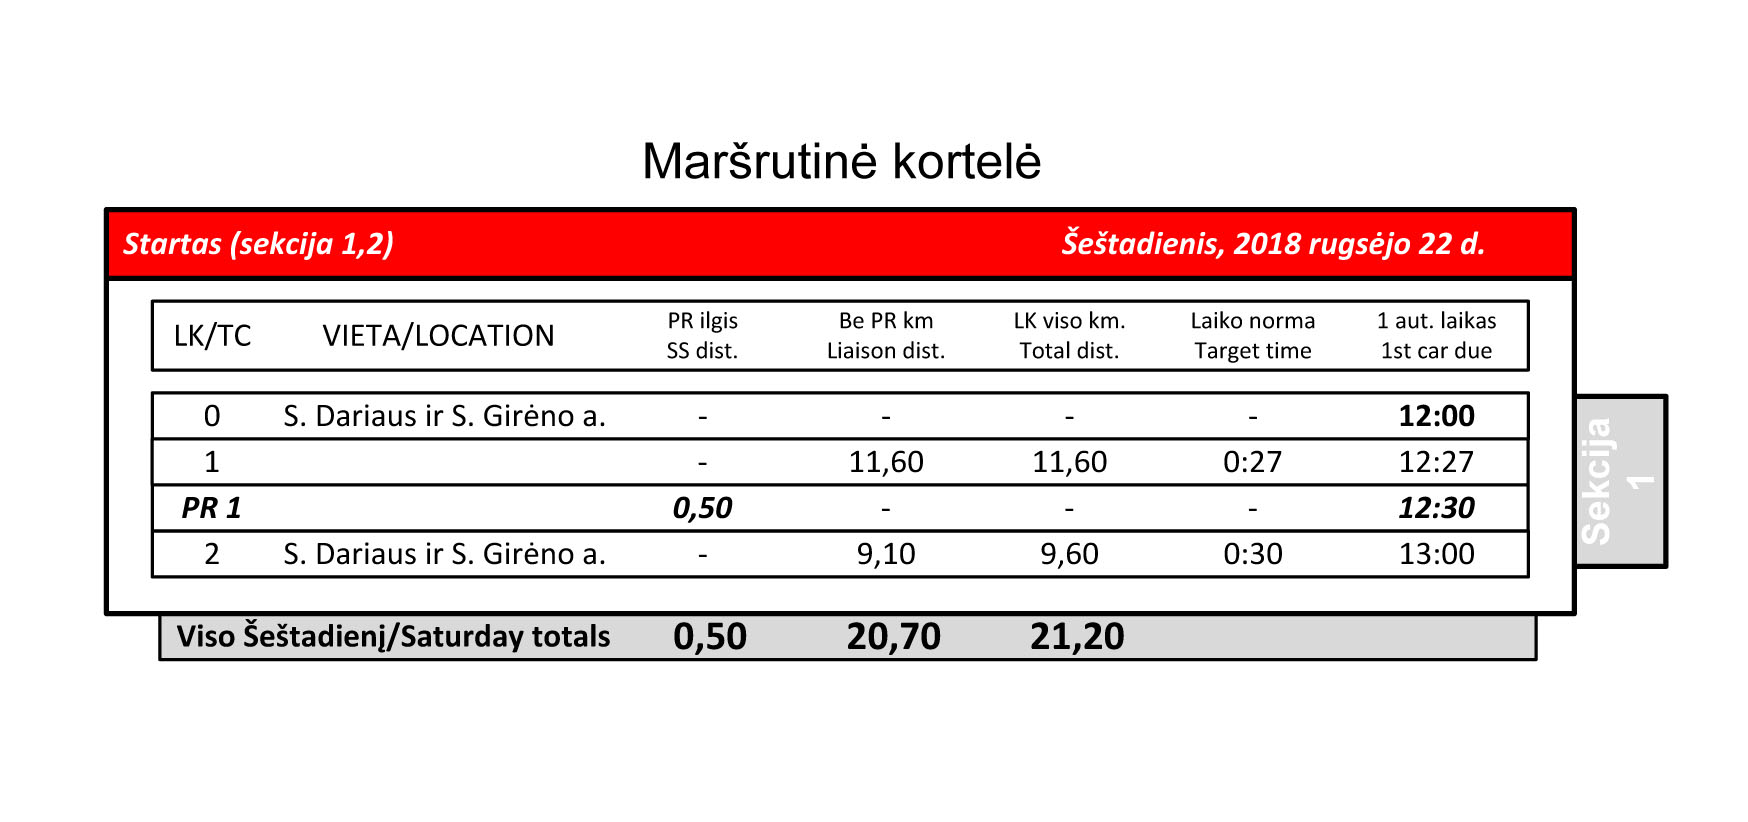 Maršrutinė kortelė
Startas (sekcija 1,2) Šeštadienis, 2018 rugsėjo 22 d.
LK/TC VIETA/LOCATION PR ilgis SS dist. Be PR km Liaison dist. LK viso km. Total dist. Laiko norma Target time 1 aut. laikas 1st car due
0 S. Dariaus ir S. Girėno a. - - - - 12:00
1 - 11,60 11,60 0:27 12:27
PR 1 0,50 - - - 12:30
2 S. Dariaus ir S. Girėno a. - 9,10 9,60 0:30 13:00
Sekcija
1
Viso Šeštadienį/Saturday totals 0,50 20,70 21,20